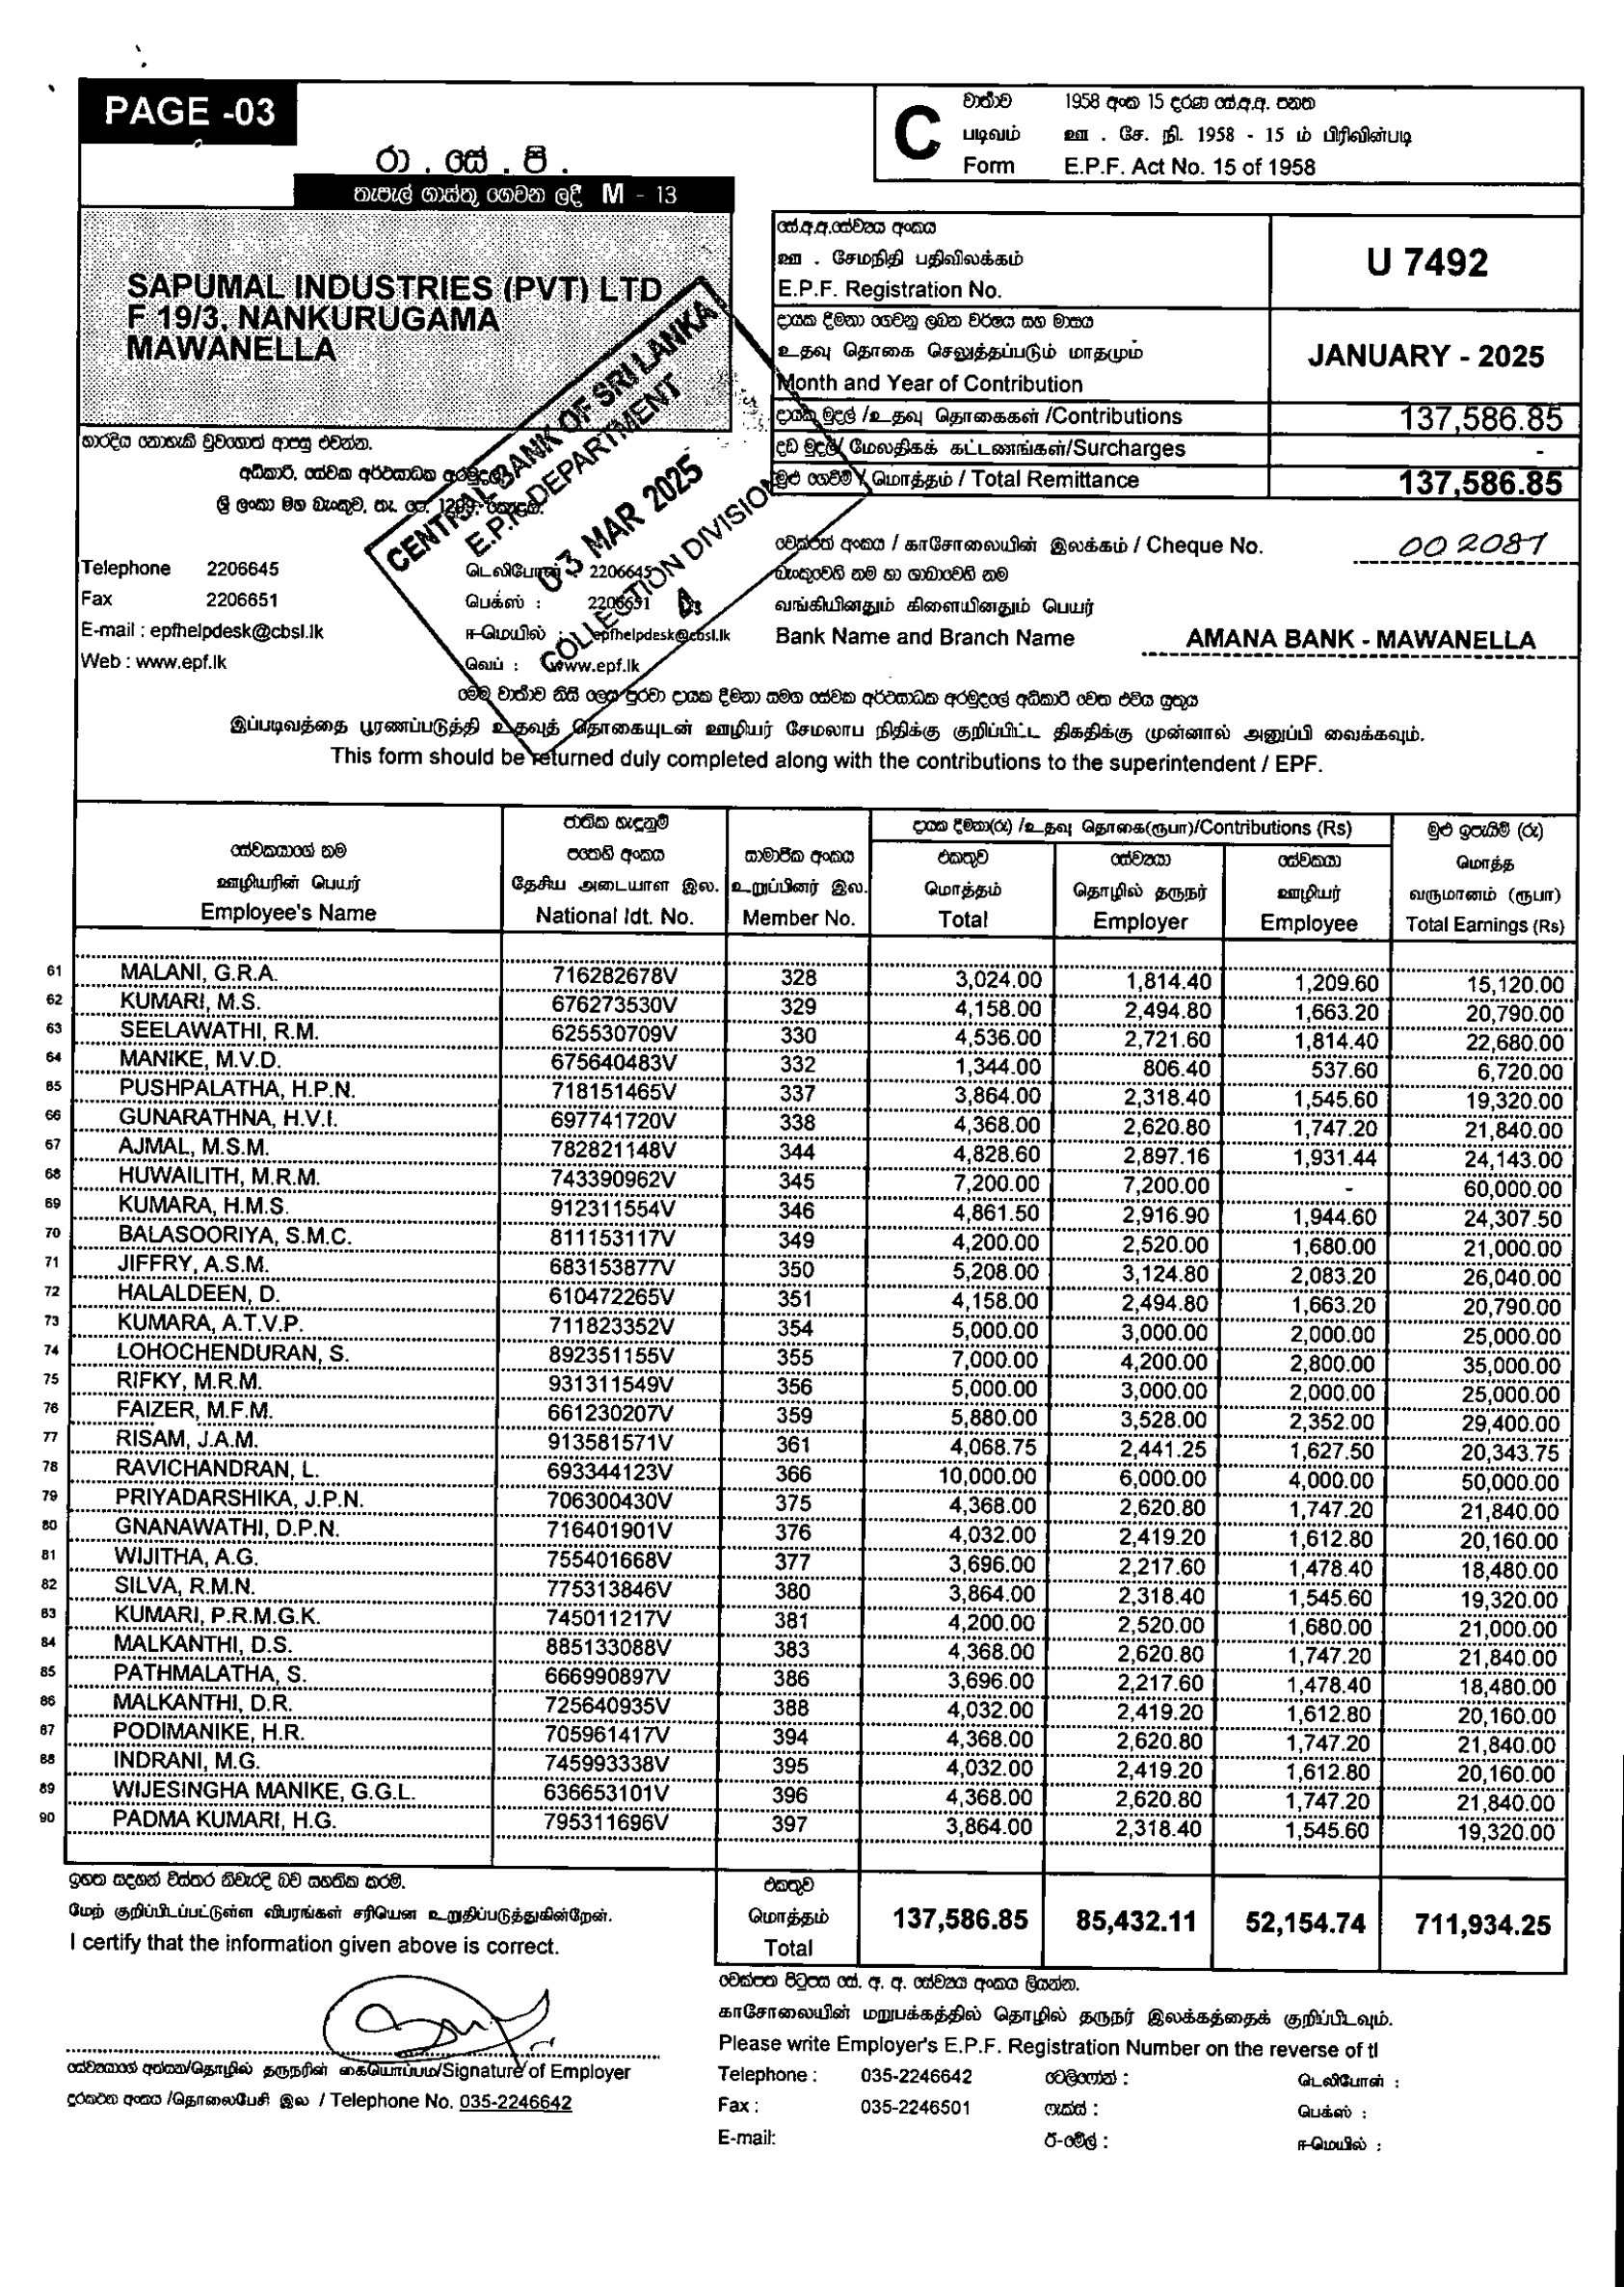 PAGE -03
රා . සේ . පි .
තැපැල් ගාස්තු ගෙවන ලදී M - 13
C
වාර්තාව 1958 අංක 15 දරණ සේ.අ.අ. පනත
படிவம் ஊ . சே. நி. 1958 - 15 ம் பிரிவின்படி
Form E.P.F. Act No. 15 of 1958
SAPUMAL INDUSTRIES (PVT) LTD
F 19/3, NANKURUGAMA
MAWANELLA
සේ.අ.අ.සේව්‍යය අංකය
ஊ . சேமநிதி பதிவிலக்கம்
E.P.F. Registration No. U 7492
දායක දීමනා ගෙවනු ලබන වර්ෂය සහ මාසය
உதவு தொகை செலுத்தப்படும் மாதமும்
Month and Year of Contribution JANUARY - 2025
දායක මුදල් /உதவு தொகைகள் /Contributions 137,586.85
දඩ මුදල්/ மேலதிகக் கட்டணங்கள்/Surcharges -
මුළු ගෙවීම් / மொத்தம் / Total Remittance 137,586.85
භාරදිය නොහැකි වුවහොත් ආපසු එවන්න.
අධිකාරී, සේවක අර්ථසාධක අරමුදල,
ශ්‍රී ලංකා මහ බැංකුව, තැ. පෙ. 1299,
CENTRAL BANK OF SRI LANKA
E.P.F. DEPARTMENT
03 MAR 2025
COLLECTION DIVISION
4
චෙක්පත් අංකය / காசோலையின் இலக்கம் / Cheque No. 002087
බැංකුවෙහි නම හා ශාඛාවෙහි නම
வங்கியினதும் கிளையினதும் பெயர்
Bank Name and Branch Name AMANA BANK - MAWANELLA
Telephone 2206645 டெலிபோன் : 2206645
Fax 2206651 பெக்ஸ் : 2206651
E-mail : epfhelpdesk@cbsl.lk ஈ-மெயில் : epfhelpdesk@cbsl.lk
Web : www.epf.lk வெப் : www.epf.lk
මෙම වාර්තාව නිසි ලෙස පුරවා දායක දීමනා සමග සේවක අර්ථසාධක අරමුදලේ අධිකාරී වෙත එවිය යුතුය
இப்படிவத்தை பூரணப்படுத்தி உதவுத் தொகையுடன் ஊழியர் சேமலாப நிதிக்கு குறிப்பிட்ட திகதிக்கு முன்னால் அனுப்பி வைக்கவும்.
This form should be returned duly completed along with the contributions to the superintendent / EPF.
සේවකයාගේ නම
ஊழியரின் பெயர்
Employee's Name
ජාතික හැඳුනුම්
පතෙහි අංකය
தேசிய அடையாள இல.
National Idt. No.
සාමාජික අංකය
உறுப்பினர் இல.
Member No.
දායක දීමනා(රු) /உதவு தொகை(ரூபா)/Contributions (Rs)
එකතුව
மொத்தம்
Total
සේව්‍යයා
தொழில் தருநர்
Employer
සේවකයා
ஊழியர்
Employee
මුළු ඉපැයීම් (රු)
மொத்த
வருமானம் (ரூபா)
Total Earnings (Rs)
61 MALANI, G.R.A. 716282678V 328 3,024.00 1,814.40 1,209.60 15,120.00
62 KUMARI, M.S. 676273530V 329 4,158.00 2,494.80 1,663.20 20,790.00
63 SEELAWATHI, R.M. 625530709V 330 4,536.00 2,721.60 1,814.40 22,680.00
64 MANIKE, M.V.D. 675640483V 332 1,344.00 806.40 537.60 6,720.00
65 PUSHPALATHA, H.P.N. 718151465V 337 3,864.00 2,318.40 1,545.60 19,320.00
66 GUNARATHNA, H.V.I. 697741720V 338 4,368.00 2,620.80 1,747.20 21,840.00
67 AJMAL, M.S.M. 782821148V 344 4,828.60 2,897.16 1,931.44 24,143.00
68 HUWAILITH, M.R.M. 743390962V 345 7,200.00 7,200.00 - 60,000.00
69 KUMARA, H.M.S. 912311554V 346 4,861.50 2,916.90 1,944.60 24,307.50
70 BALASOORIYA, S.M.C. 811153117V 349 4,200.00 2,520.00 1,680.00 21,000.00
71 JIFFRY, A.S.M. 683153877V 350 5,208.00 3,124.80 2,083.20 26,040.00
72 HALALDEEN, D. 610472265V 351 4,158.00 2,494.80 1,663.20 20,790.00
73 KUMARA, A.T.V.P. 711823352V 354 5,000.00 3,000.00 2,000.00 25,000.00
74 LOHOCHENDURAN, S. 892351155V 355 7,000.00 4,200.00 2,800.00 35,000.00
75 RIFKY, M.R.M. 931311549V 356 5,000.00 3,000.00 2,000.00 25,000.00
76 FAIZER, M.F.M. 661230207V 359 5,880.00 3,528.00 2,352.00 29,400.00
77 RISAM, J.A.M. 913581571V 361 4,068.75 2,441.25 1,627.50 20,343.75
78 RAVICHANDRAN, L. 693344123V 366 10,000.00 6,000.00 4,000.00 50,000.00
79 PRIYADARSHIKA, J.P.N. 706300430V 375 4,368.00 2,620.80 1,747.20 21,840.00
80 GNANAWATHI, D.P.N. 716401901V 376 4,032.00 2,419.20 1,612.80 20,160.00
81 WIJITHA, A.G. 755401668V 377 3,696.00 2,217.60 1,478.40 18,480.00
82 SILVA, R.M.N. 775313846V 380 3,864.00 2,318.40 1,545.60 19,320.00
83 KUMARI, P.R.M.G.K. 745011217V 381 4,200.00 2,520.00 1,680.00 21,000.00
84 MALKANTHI, D.S. 885133088V 383 4,368.00 2,620.80 1,747.20 21,840.00
85 PATHMALATHA, S. 666990897V 386 3,696.00 2,217.60 1,478.40 18,480.00
86 MALKANTHI, D.R. 725640935V 388 4,032.00 2,419.20 1,612.80 20,160.00
87 PODIMANIKE, H.R. 705961417V 394 4,368.00 2,620.80 1,747.20 21,840.00
88 INDRANI, M.G. 745993338V 395 4,032.00 2,419.20 1,612.80 20,160.00
89 WIJESINGHA MANIKE, G.G.L. 636653101V 396 4,368.00 2,620.80 1,747.20 21,840.00
90 PADMA KUMARI, H.G. 795311696V 397 3,864.00 2,318.40 1,545.60 19,320.00
ඉහත සඳහන් විස්තර නිවැරදි බව සහතික කරමි.
மேற் குறிப்பிடப்பட்டுள்ள விபரங்கள் சரியென உறுதிப்படுத்துகின்றேன்.
I certify that the information given above is correct.
එකතුව
மொத்தம்
Total
137,586.85 85,432.11 52,154.74 711,934.25
චෙක්පත පිටුපස සේ. අ. අ. සේව්‍යය අංකය ලියන්න.
காசோலையின் மறுபக்கத்தில் தொழில் தருநர் இலக்கத்தைக் குறிப்பிடவும்.
Please write Employer's E.P.F. Registration Number on the reverse of tl
සේව්‍යයාගේ අත්සන/தொழில் தருநரின் கையொப்பம்/Signature of Employer
දුරකථන අංකය /தொலைபேசி இல / Telephone No. 035-2246642
Telephone : 035-2246642 ටෙලිෆෝන් : டெலிபோன் :
Fax : 035-2246501 ෆැක්ස් : பெக்ஸ் :
E-mail: ඊ-මේල් : ஈ-மெயில் :